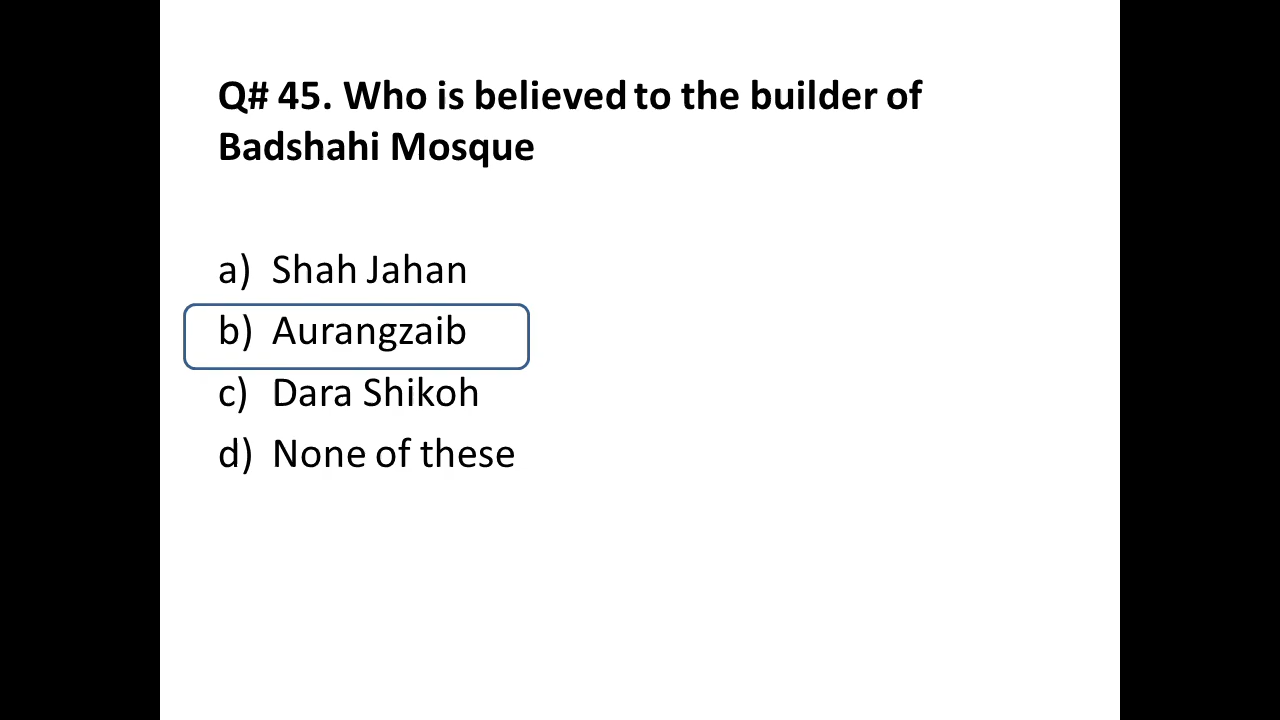 Q# 45. Who is believed to the builder of
Badshahi Mosque
a) Shah Jahan
b) Aurangzaib
c) Dara Shikoh
d) None of these